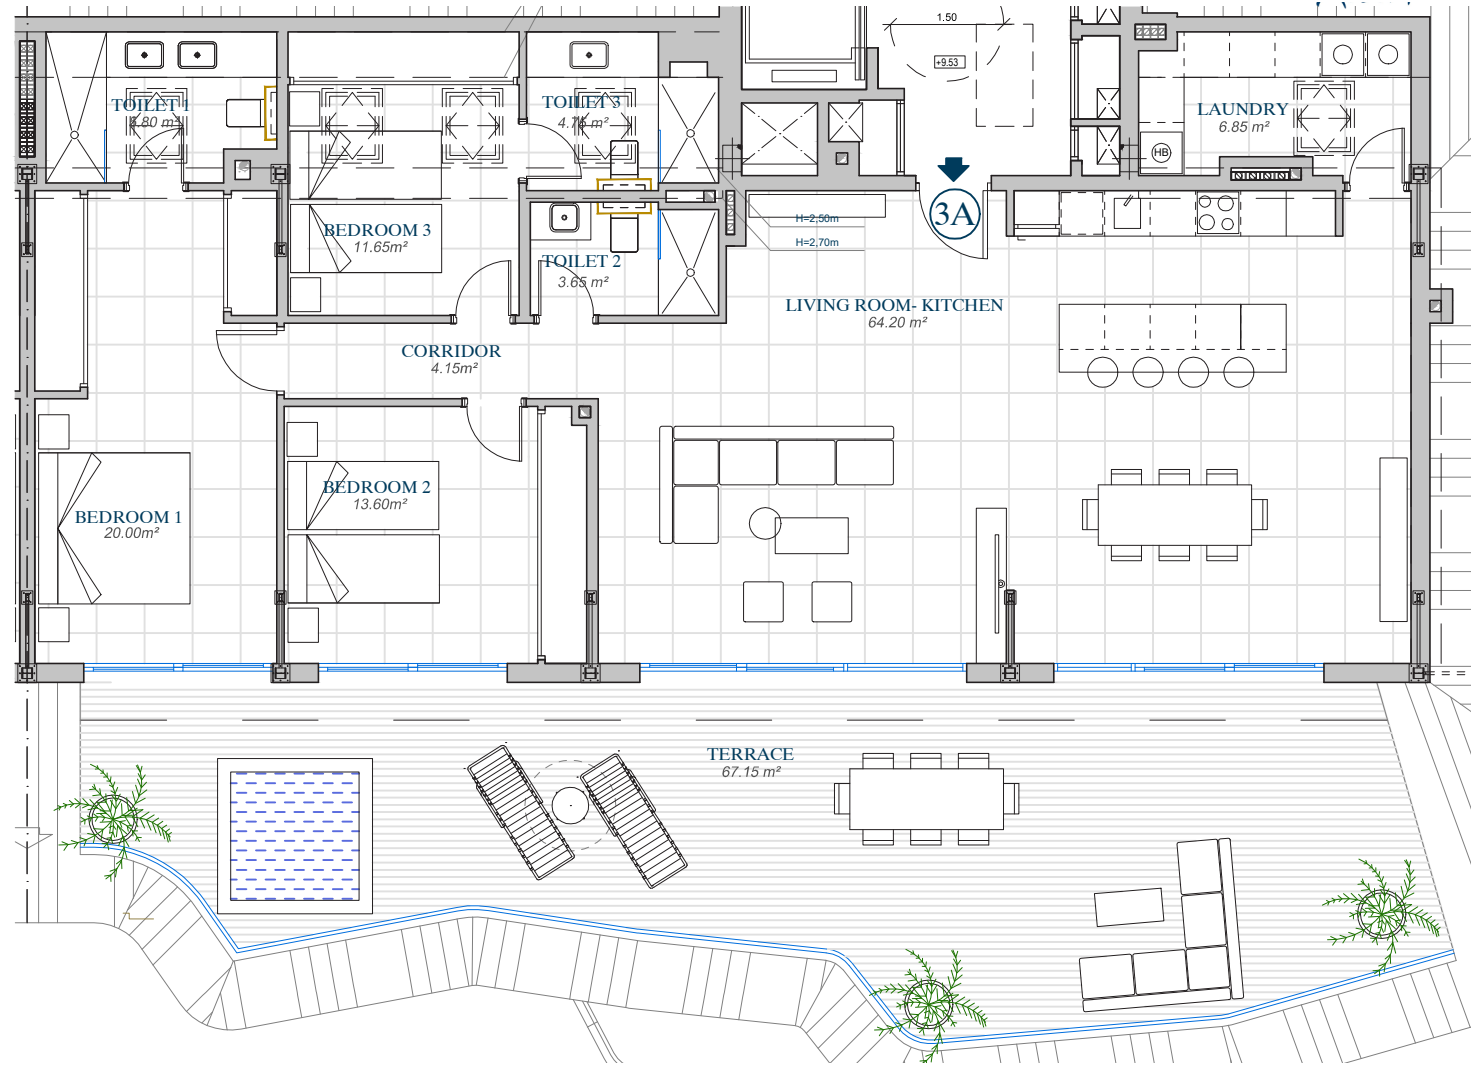 1.50
+9.53
TOILET 1
6.80 m²
TOILET 3
4.75 m²
LAUNDRY
6.85 m²
HB
3A
BEDROOM 3
11.65m²
H=2,50m
H=2,70m
TOILET 2
3.65 m²
LIVING ROOM- KITCHEN
64.20 m²
CORRIDOR
4.15m²
BEDROOM 2
13.60m²
BEDROOM 1
20.00m²
TERRACE
67.15 m²